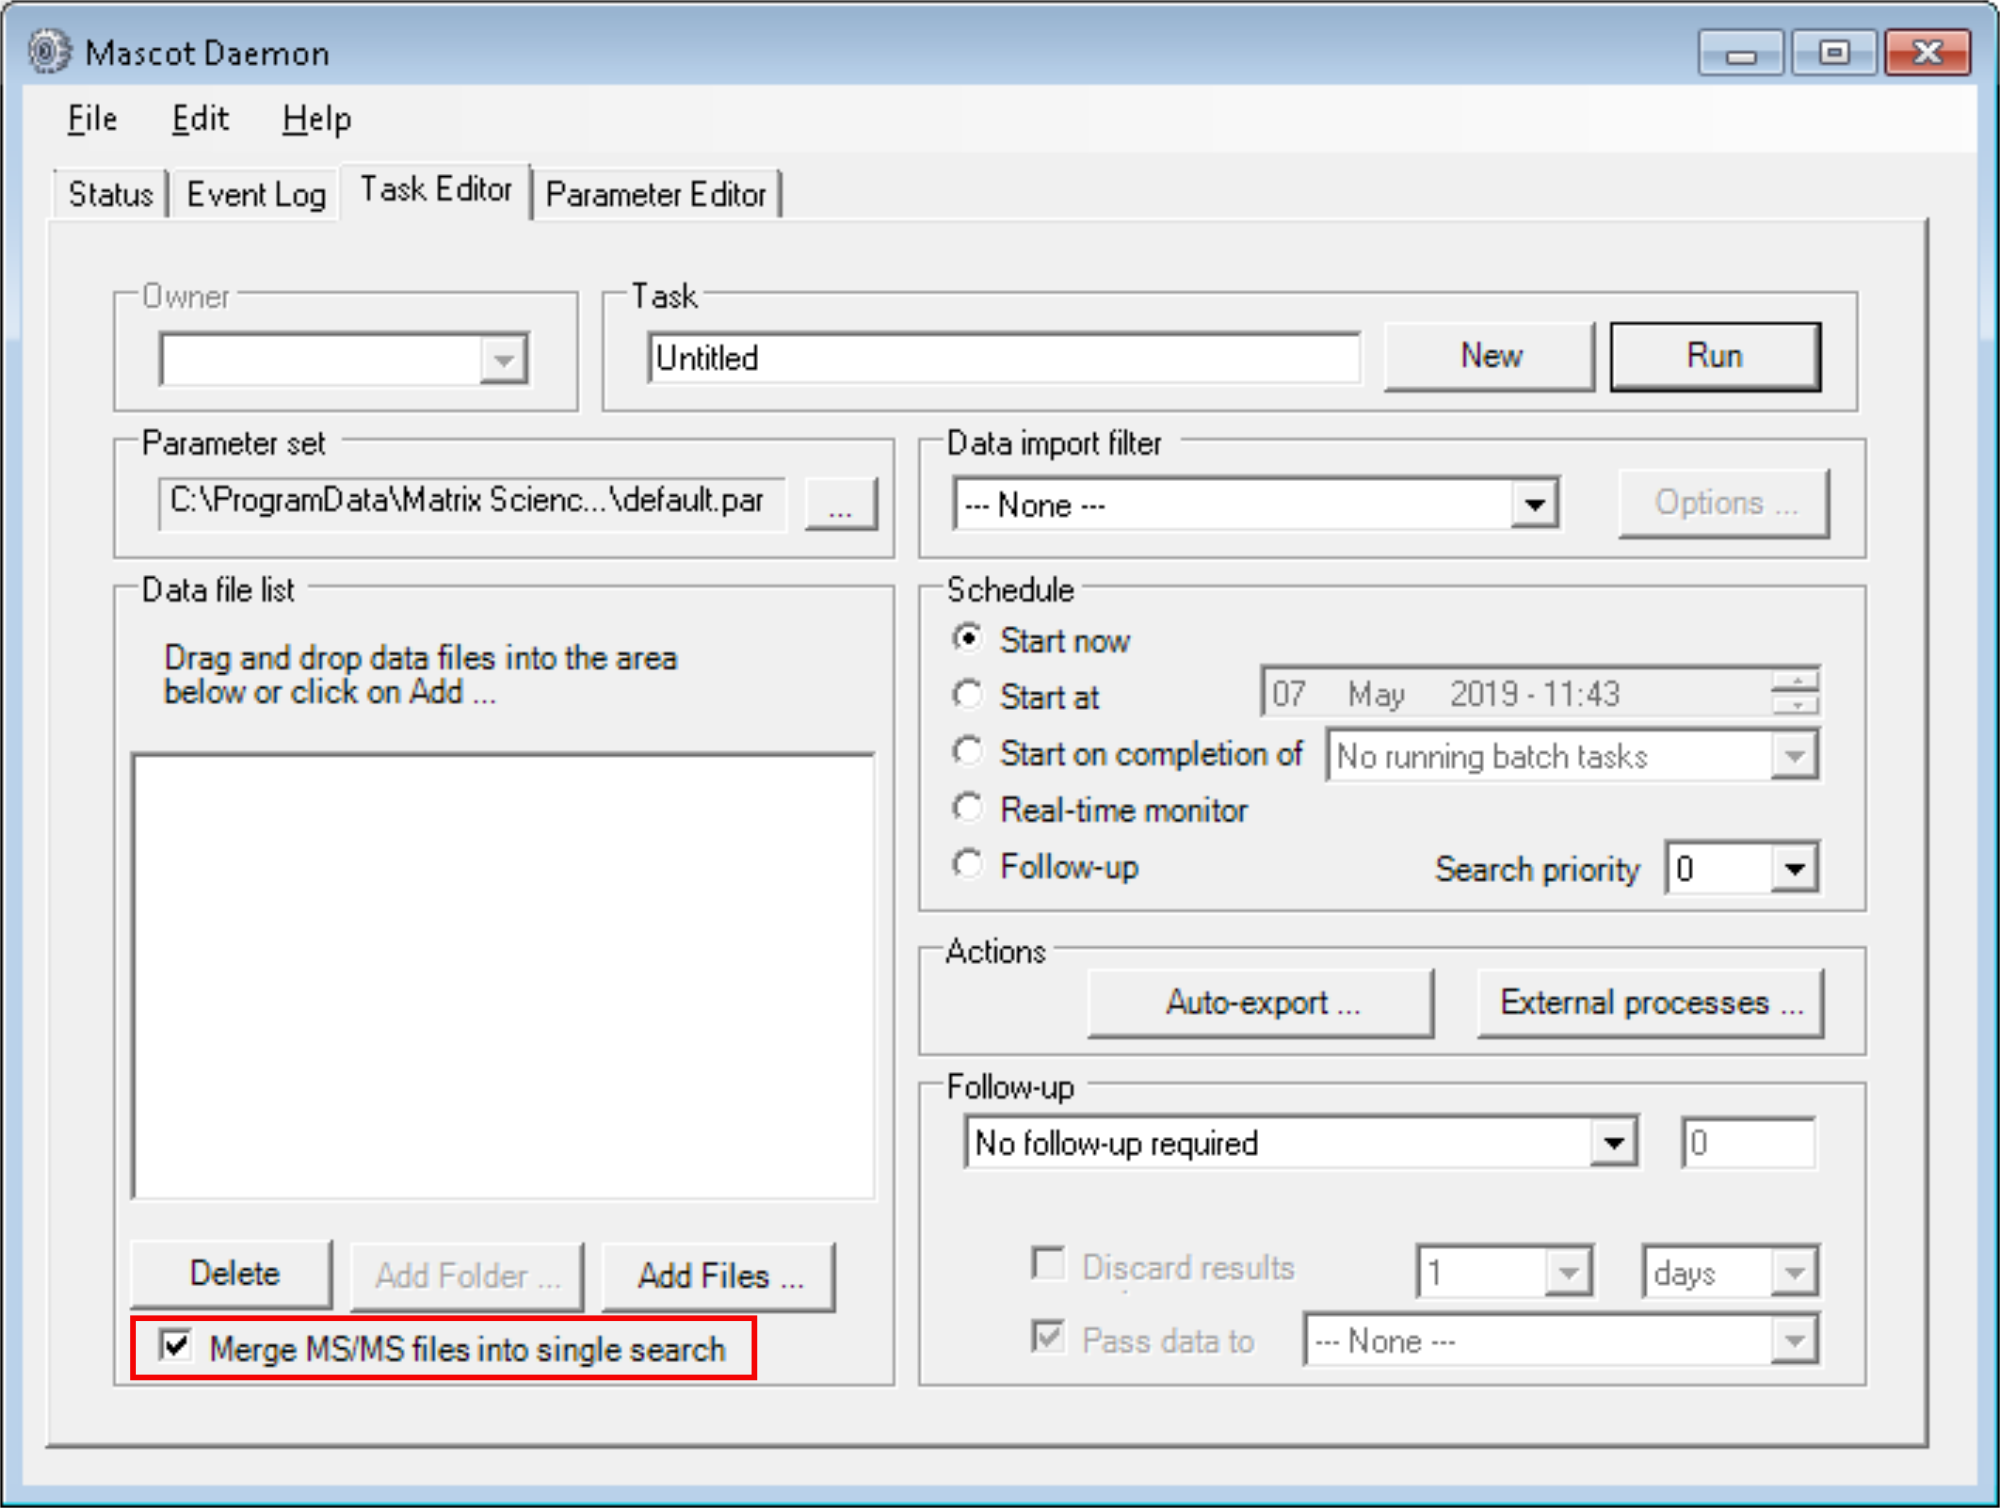 Mascot Daemon
File Edit Help
Status Event Log Task Editor Parameter Editor
Owner
Task
Untitled
New
Run
Parameter set
C:\ProgramData\Matrix Scienc...\default.par
...
Data import filter
--- None ---
Options ...
Data file list
Drag and drop data files into the area
below or click on Add ...
Delete
Add Folder ...
Add Files ...
Merge MS/MS files into single search
Schedule
Start now
Start at
07 May 2019 - 11:43
Start on completion of
No running batch tasks
Real-time monitor
Follow-up
Search priority
0
Actions
Auto-export ...
External processes ...
Follow-up
No follow-up required
0
Discard results
1
days
Pass data to
--- None ---